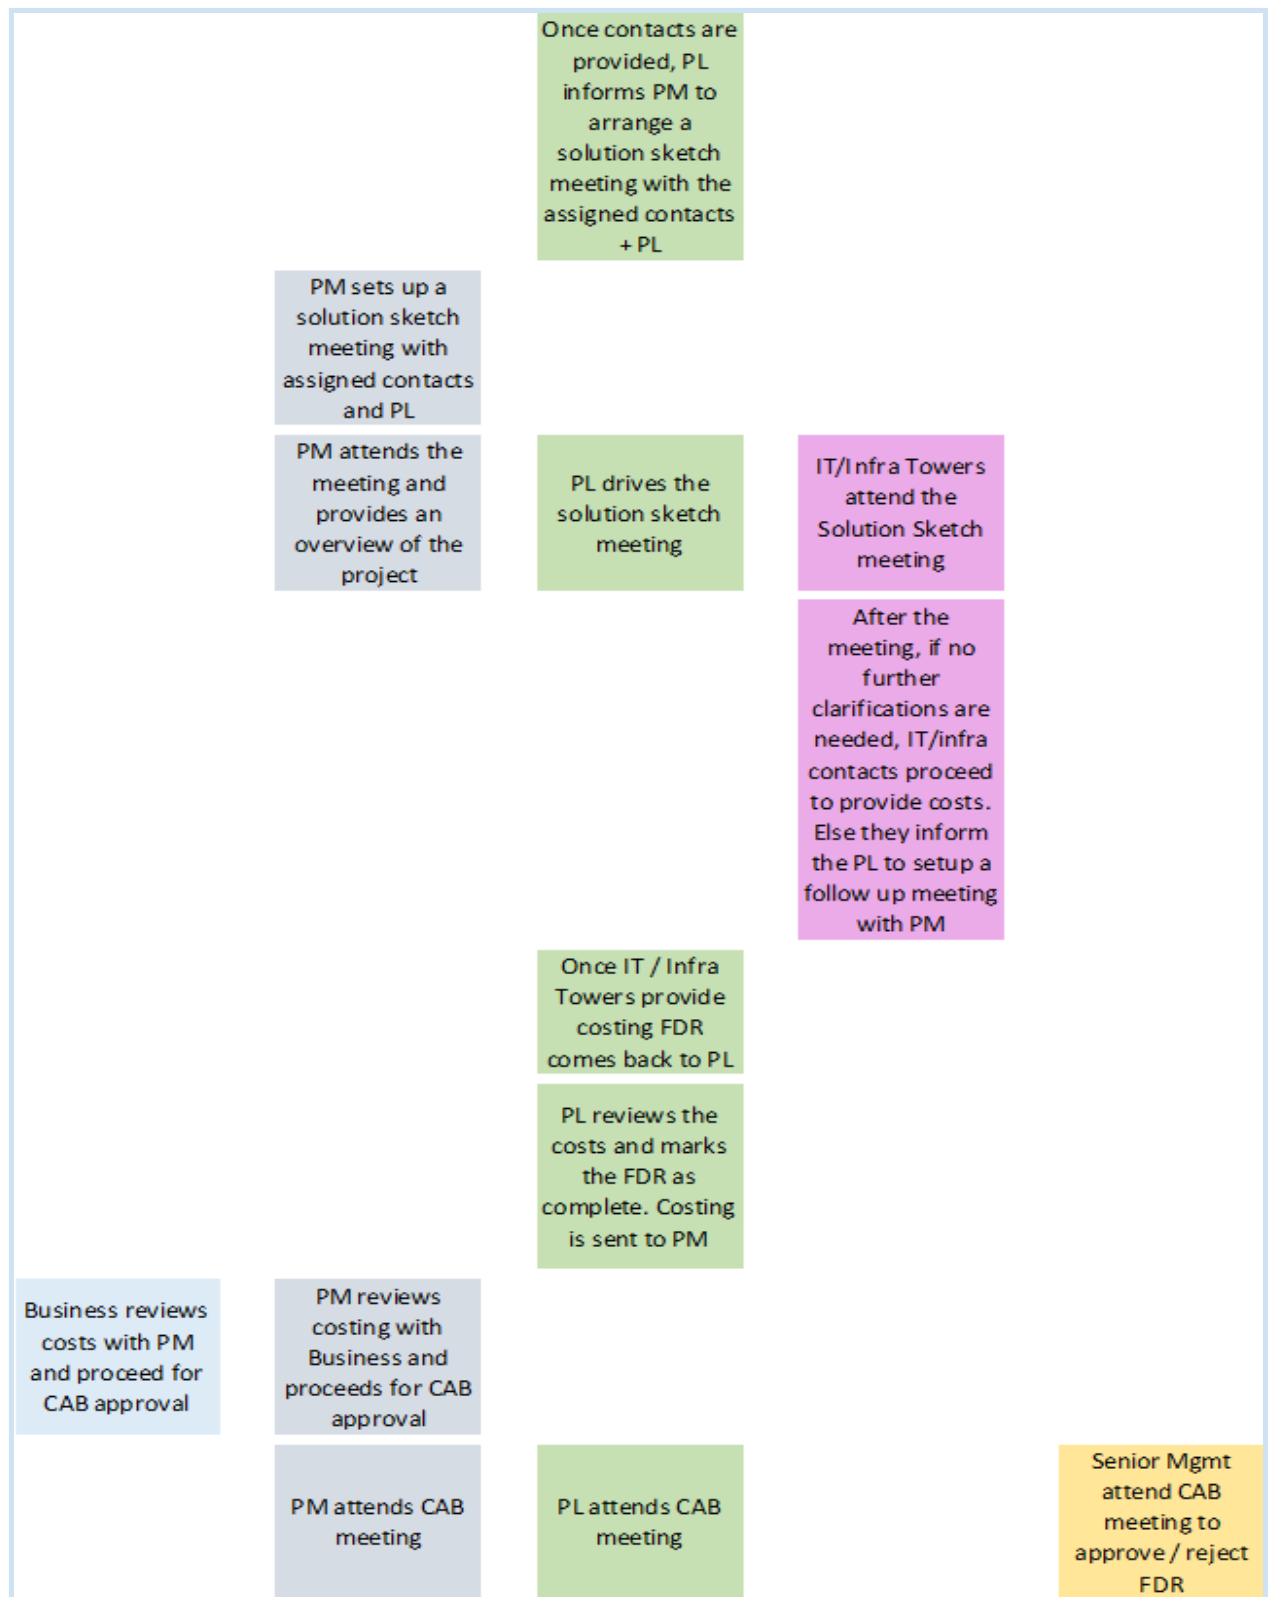 Once contacts are
provided, PL
informs PM to
arrange a
solution sketch
meeting with the
assigned contacts
+ PL
PM sets up a
solution sketch
meeting with
assigned contacts
and PL
PM attends the
meeting and
provides an
overview of the
project
PL drives the
solution sketch
meeting
IT/Infra Towers
attend the
Solution Sketch
meeting
After the
meeting, if no
further
clarifications are
needed, IT/infra
contacts proceed
to provide costs.
Else they inform
the PL to setup a
follow up meeting
with PM
Once IT / Infra
Towers provide
costing FDR
comes back to PL
PL reviews the
costs and marks
the FDR as
complete. Costing
is sent to PM
Business reviews
costs with PM
and proceed for
CAB approval
PM reviews
costing with
Business and
proceeds for CAB
approval
PM attends CAB
meeting
PL attends CAB
meeting
Senior Mgmt
attend CAB
meeting to
approve / reject
FDR